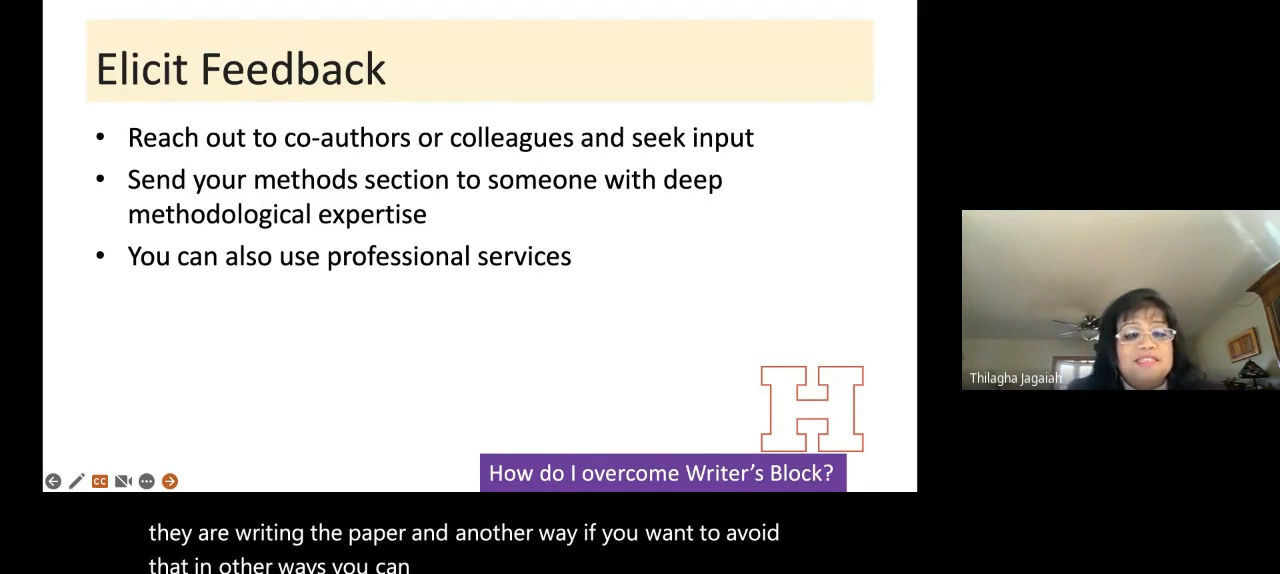 Elicit Feedback
• Reach out to co-authors or colleagues and seek input
• Send your methods section to someone with deep
methodological expertise
• You can also use professional services
Thilagha Jagaiah
H
CC
How do I overcome Writer's Block?
they are writing the paper and another way if you want to avoid
that in other ways you can